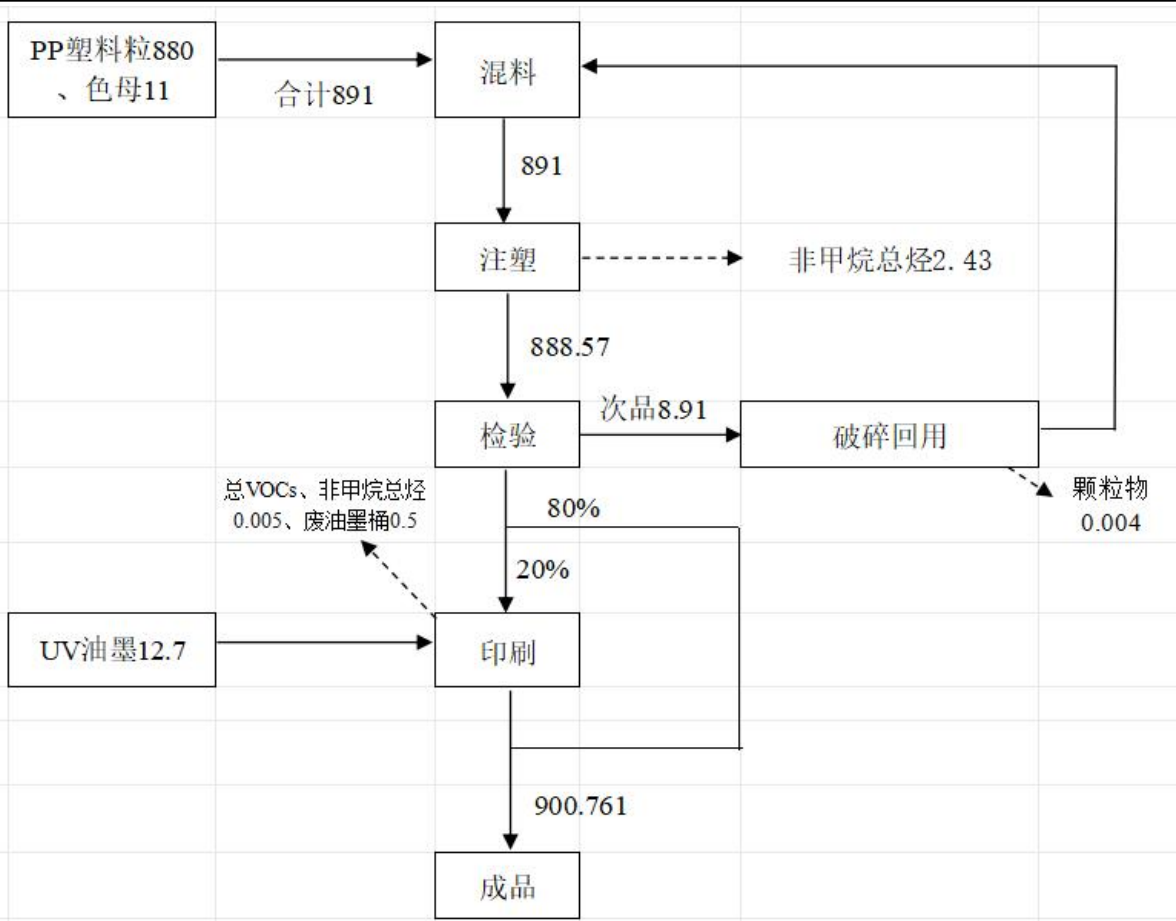 PP塑料粒880
、色母11
合计891
混料
891
注塑
非甲烷总烃2.43
888.57
检验
次品8.91
破碎回用
颗粒物
0.004
总VOCs、非甲烷总烃
0.005、废油墨桶0.5
80%
20%
UV油墨12.7
印刷
900.761
成品